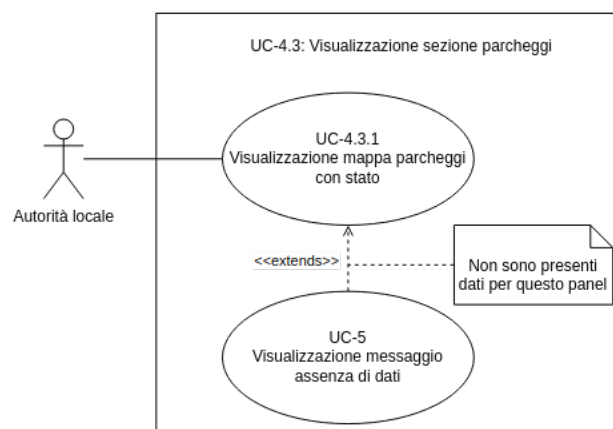 UC-4.3: Visualizzazione sezione parcheggi
UC-4.3.1
Visualizzazione mappa parcheggi
con stato
Autorità locale
<<extends>>
Non sono presenti
dati per questo panel
UC-5
Visualizzazione messaggio
assenza di dati